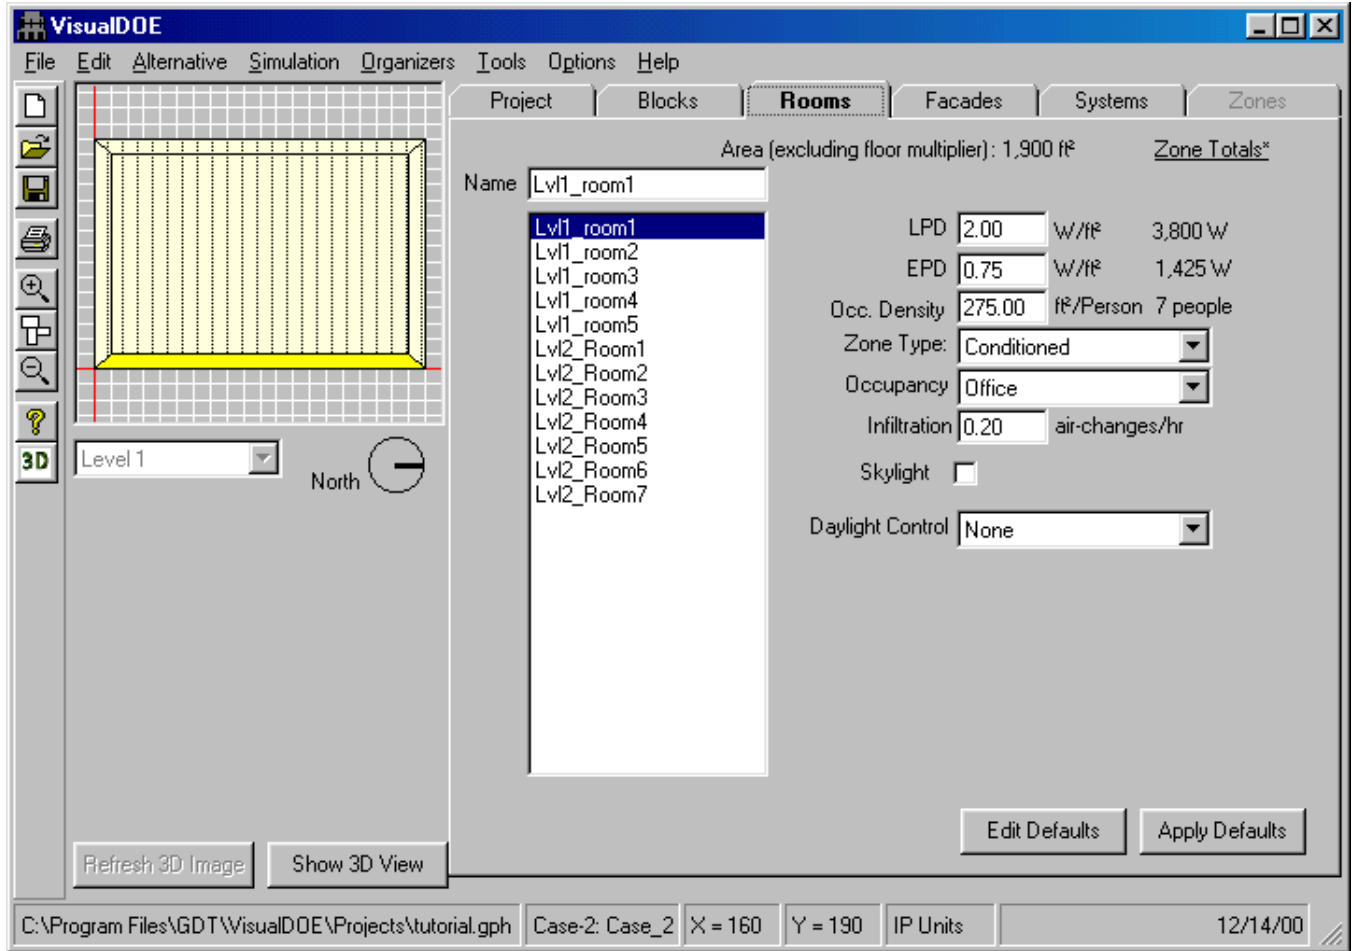 VisualDOE
File Edit Alternative Simulation Organizers Tools Options Help
Project Blocks Rooms Facades Systems Zones
Area (excluding floor multiplier): 1,900 ft² Zone Totals*
Name Lvl1_room1
Lvl1_room1
Lvl1_room2
Lvl1_room3
Lvl1_room4
Lvl1_room5
Lvl2_Room1
Lvl2_Room2
Lvl2_Room3
Lvl2_Room4
Lvl2_Room5
Lvl2_Room6
Lvl2_Room7
LPD 2.00 W/ft² 3,800 W
EPD 0.75 W/ft² 1,425 W
Occ. Density 275.00 ft²/Person 7 people
Zone Type: Conditioned
Occupancy Office
Infiltration 0.20 air-changes/hr
Skylight
Daylight Control None
3D
Level 1
North
Edit Defaults Apply Defaults
Refresh 3D Image Show 3D View
C:\Program Files\GDT\VisualDOE\Projects\tutorial.gph Case-2: Case_2 X = 160 Y = 190 IP Units 12/14/00